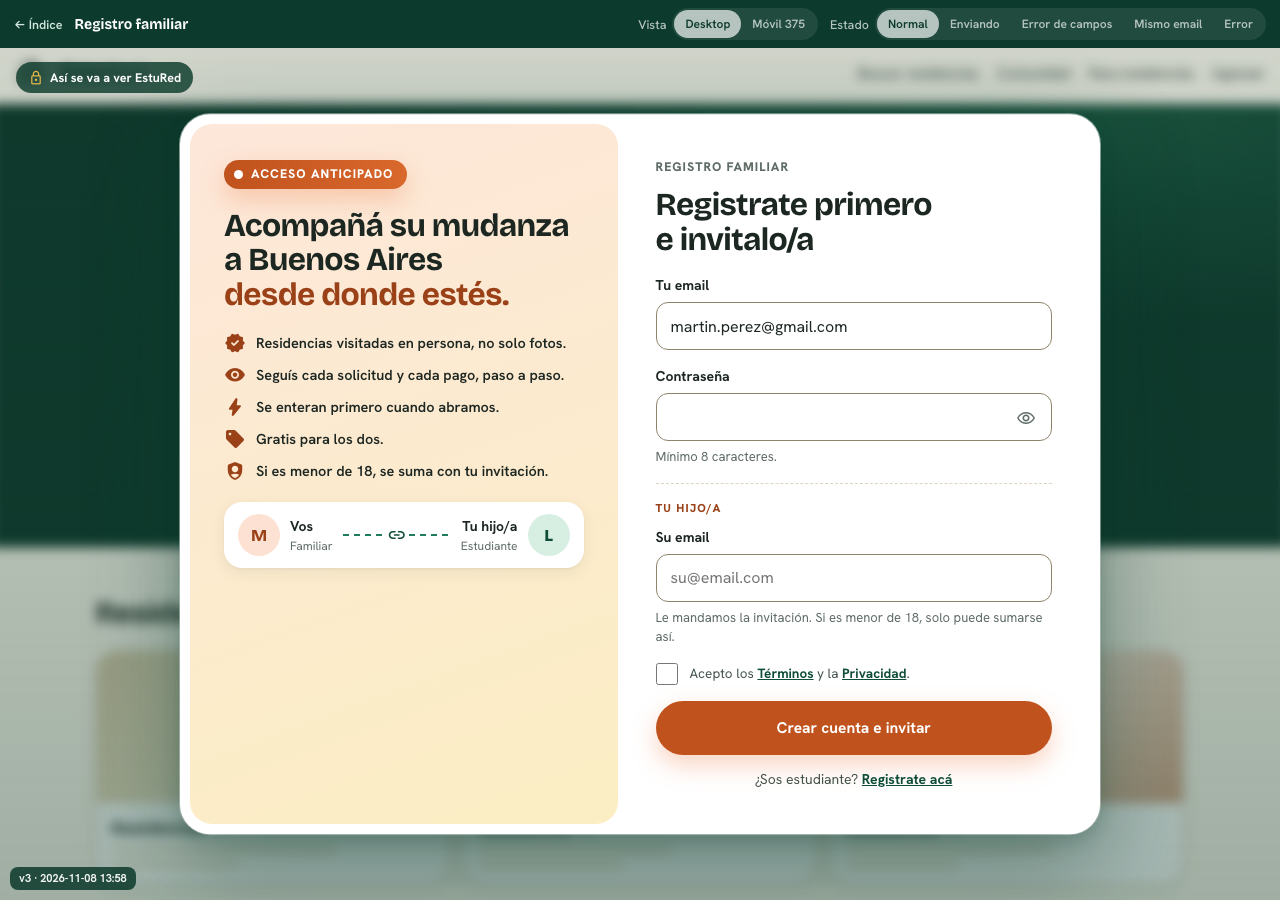 ← Índice Registro familiar Vista Desktop Móvil 375 Estado Normal Enviando Error de campos Mismo email Error
Así se va a ver EstuRed
ACCESO ANTICIPADO
Acompañá su mudanza
a Buenos Aires
desde donde estés.
Residencias visitadas en persona, no solo fotos.
Seguís cada solicitud y cada pago, paso a paso.
Se enteran primero cuando abramos.
Gratis para los dos.
Si es menor de 18, se suma con tu invitación.
M Vos Tu hijo/a L
Familiar Estudiante
REGISTRO FAMILIAR
Registrate primero
e invitalo/a
Tu email
martin.perez@gmail.com
Contraseña
Mínimo 8 caracteres.
TU HIJO/A
Su email
su@email.com
Le mandamos la invitación. Si es menor de 18, solo puede sumarse
así.
Acepto los Términos y la Privacidad.
Crear cuenta e invitar
¿Sos estudiante? Registrate acá
v3 · 2026-11-08 13:58